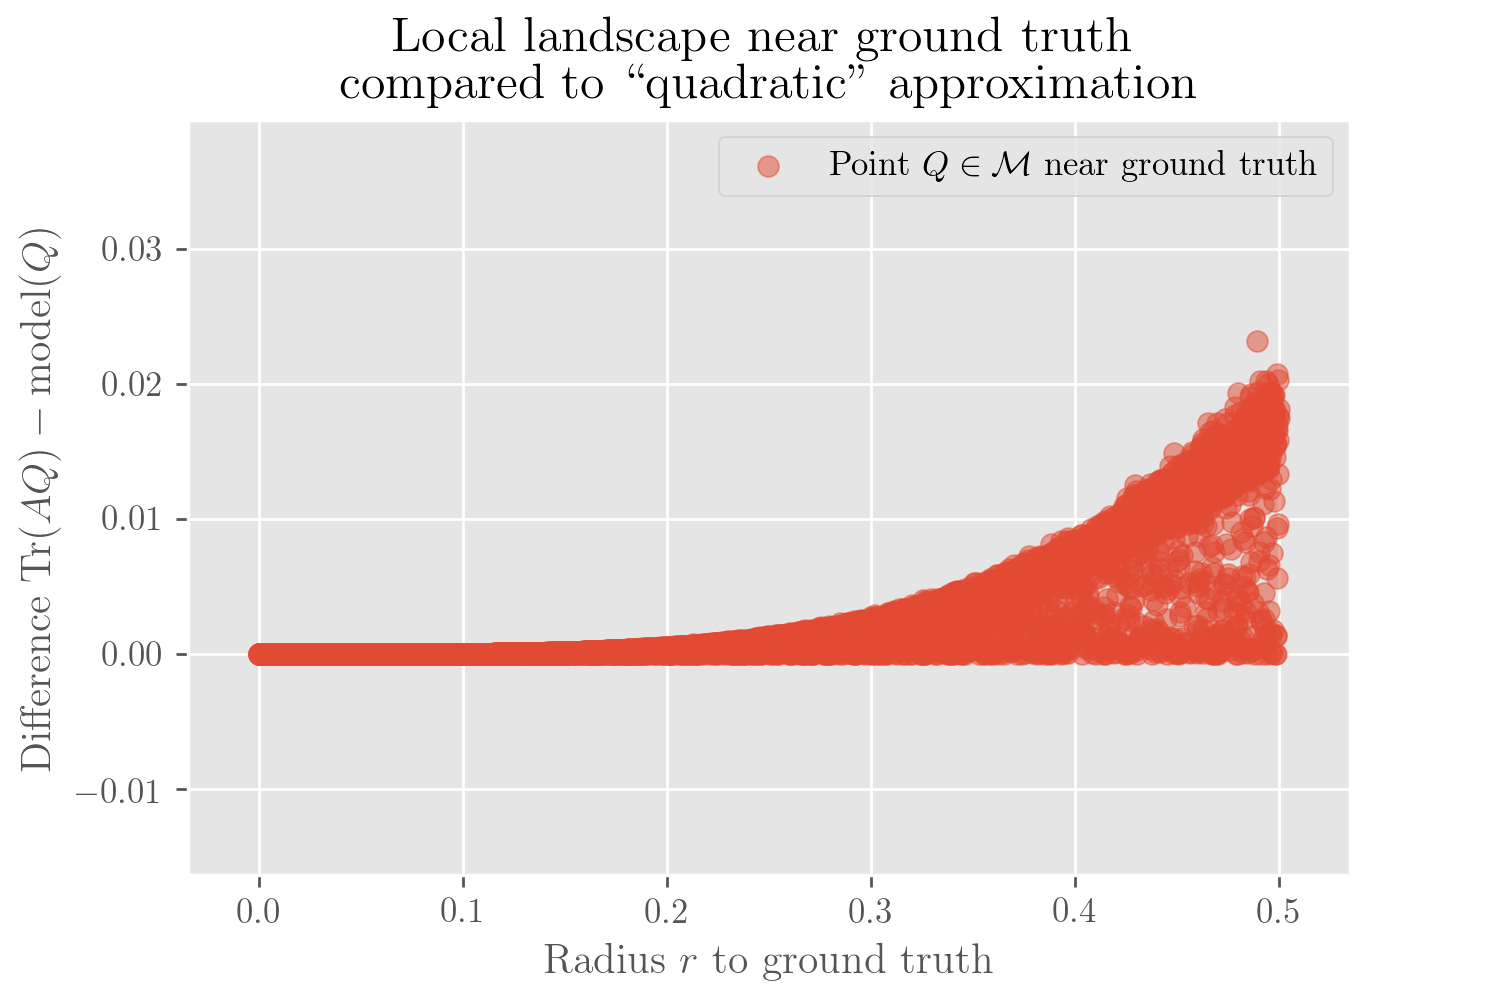 Local landscape near ground truth
compared to “quadratic” approximation
Point Q ∈ ℳ near ground truth
Difference Tr(AQ) − model(Q)
0.03
0.02
0.01
0.00
−0.01
0.0 0.1 0.2 0.3 0.4 0.5
Radius r to ground truth